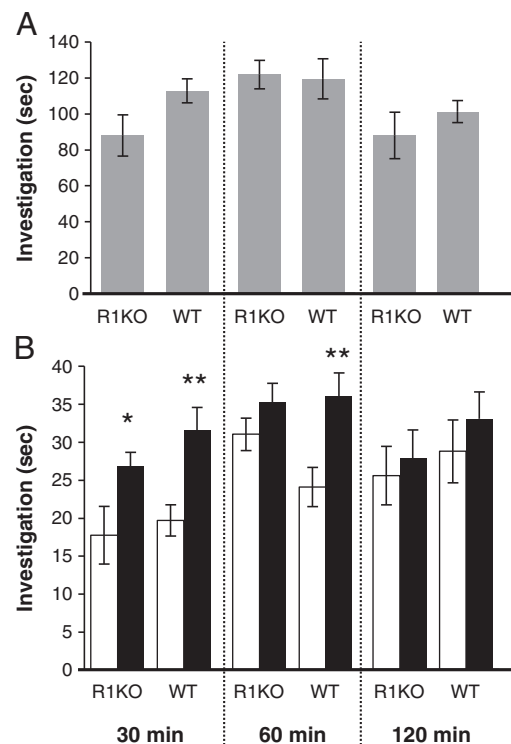 A
140
120
100
80
60
40
20
0
Investigation (sec)
R1KO WT R1KO WT R1KO WT
B
40
35
30
25
20
15
10
5
0
Investigation (sec)
* ** **
R1KO WT R1KO WT R1KO WT
30 min 60 min 120 min